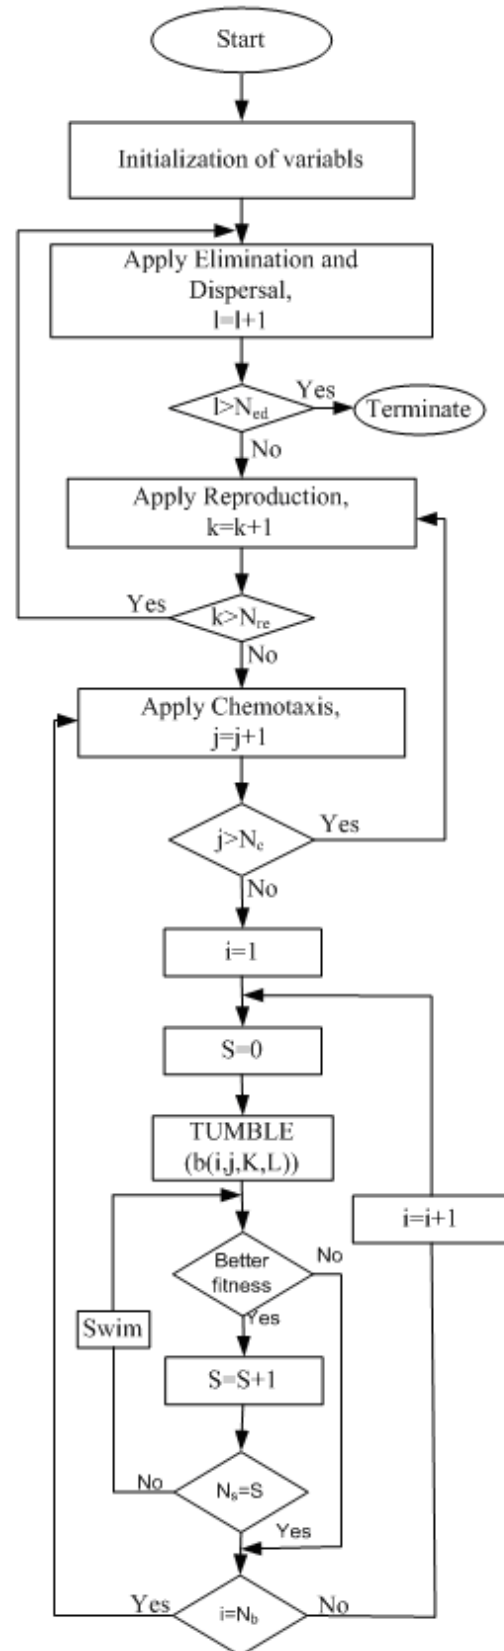 Start
Initialization of variabls
Apply Elimination and
Dispersal,
l=l+1
l>Ned
Yes
Terminate
No
Apply Reproduction,
k=k+1
Yes
k>Nre
No
Apply Chemotaxis,
j=j+1
j>Nc
Yes
No
i=1
S=0
TUMBLE
(b(i,j,K,L))
i=i+1
Better
fitness
No
Yes
Swim
S=S+1
No
Ns=S
Yes
Yes
i=Nb
No